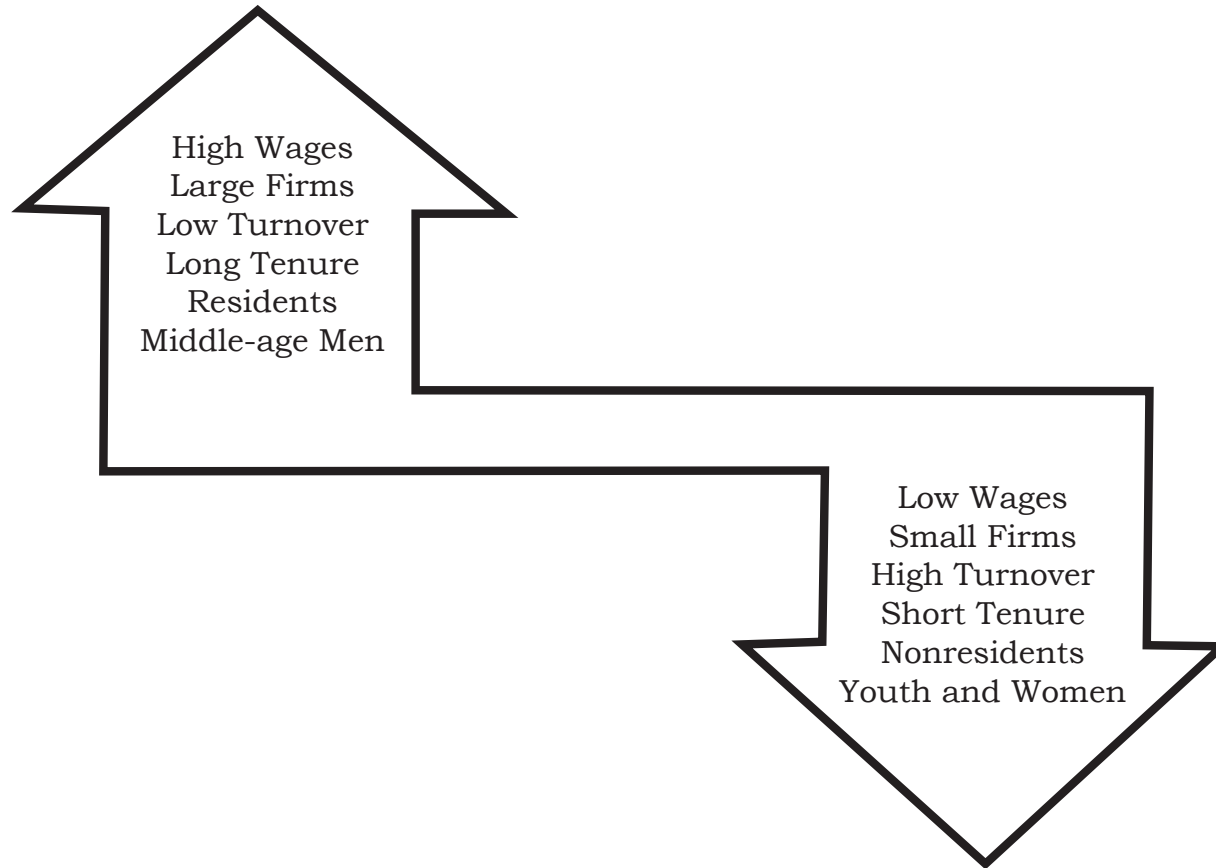 High Wages
Large Firms
Low Turnover
Long Tenure
Residents
Middle-age Men
Low Wages
Small Firms
High Turnover
Short Tenure
Nonresidents
Youth and Women